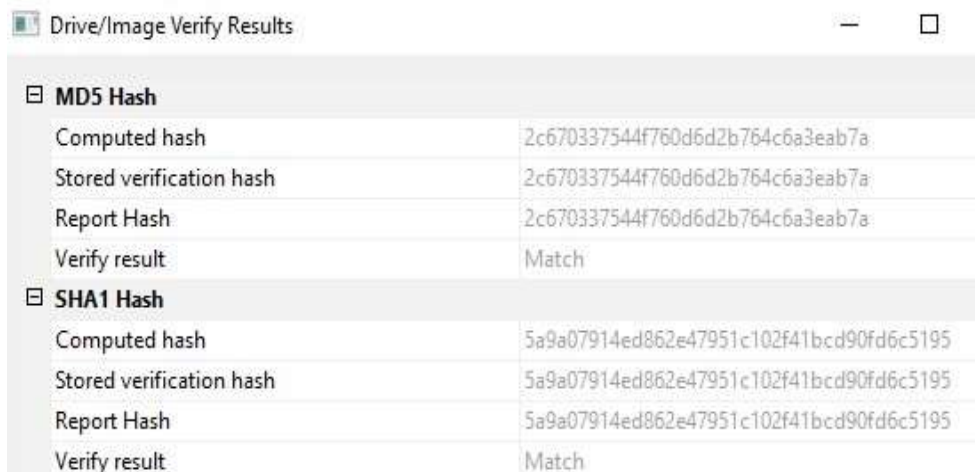 Drive/Image Verify Results
MD5 Hash
Computed hash 2c670337544f760d6d2b764c6a3eab7a
Stored verification hash 2c670337544f760d6d2b764c6a3eab7a
Report Hash 2c670337544f760d6d2b764c6a3eab7a
Verify result Match
SHA1 Hash
Computed hash 5a9a07914ed862e47951c102f41bcd90fd6c5195
Stored verification hash 5a9a07914ed862e47951c102f41bcd90fd6c5195
Report Hash 5a9a07914ed862e47951c102f41bcd90fd6c5195
Verify result Match